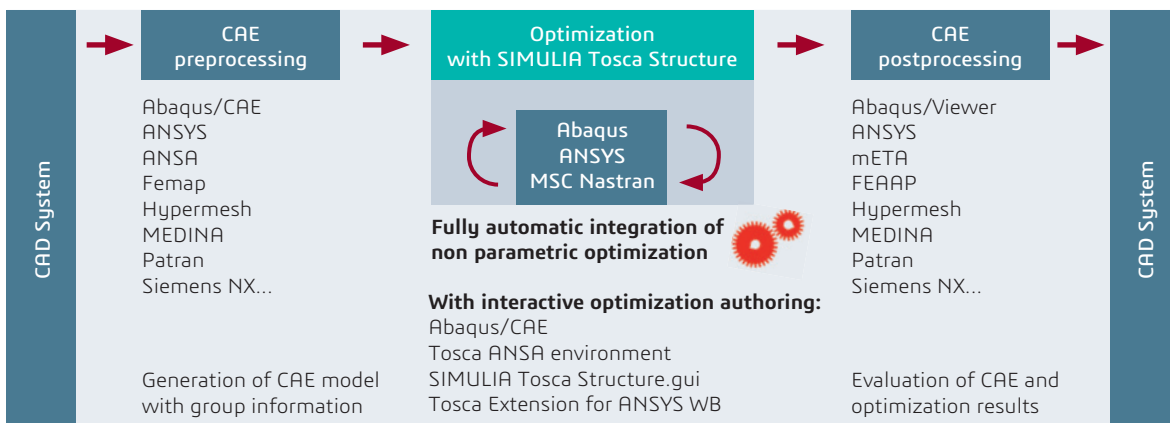 CAD System
CAE
preprocessing
Abaqus/CAE
ANSYS
ANSA
Femap
Hypermesh
MEDINA
Patran
Siemens NX...
Generation of CAE model
with group information
Optimization
with SIMULIA Tosca Structure
Abaqus
ANSYS
MSC Nastran
Fully automatic integration of
non parametric optimization
With interactive optimization authoring:
Abaqus/CAE
Tosca ANSA environment
SIMULIA Tosca Structure.gui
Tosca Extension for ANSYS WB
CAE
postprocessing
Abaqus/Viewer
ANSYS
mETA
FEAAP
Hypermesh
MEDINA
Patran
Siemens NX...
Evaluation of CAE and
optimization results
CAD System